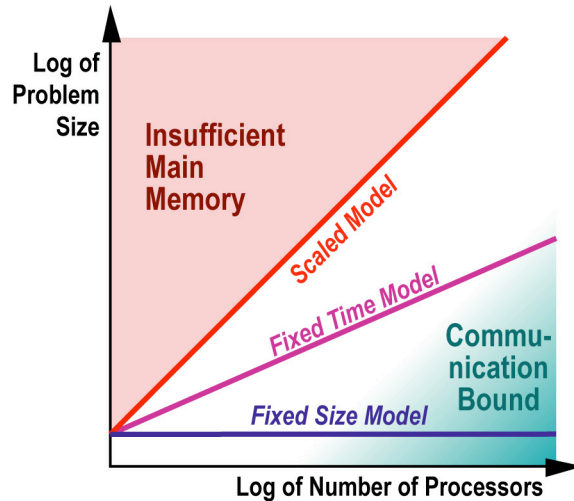 Log of
Problem
Size
Insufficient
Main
Memory
Scaled Model
Fixed Time Model
Commu-
nication
Bound
Fixed Size Model
Log of Number of Processors